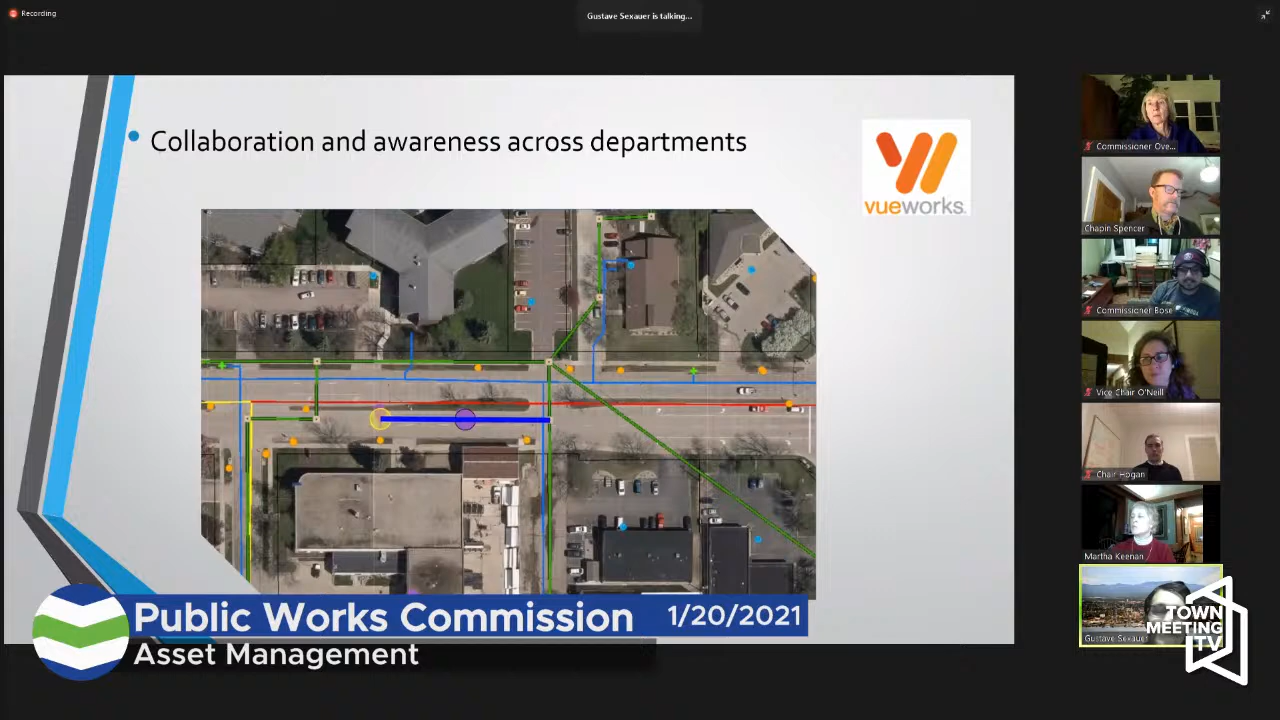 Recording
Gustave Sexauer is talking...
• Collaboration and awareness across departments
vueworks.
Commissioner Ove...
Chapin Spencer
Commissioner Bose
Vice Chair O'Neill
Chair Hogan
Martha Keenan
Gustave Sexauer
Public Works Commission 1/20/2021
Asset Management
TOWN
MEETING
TV